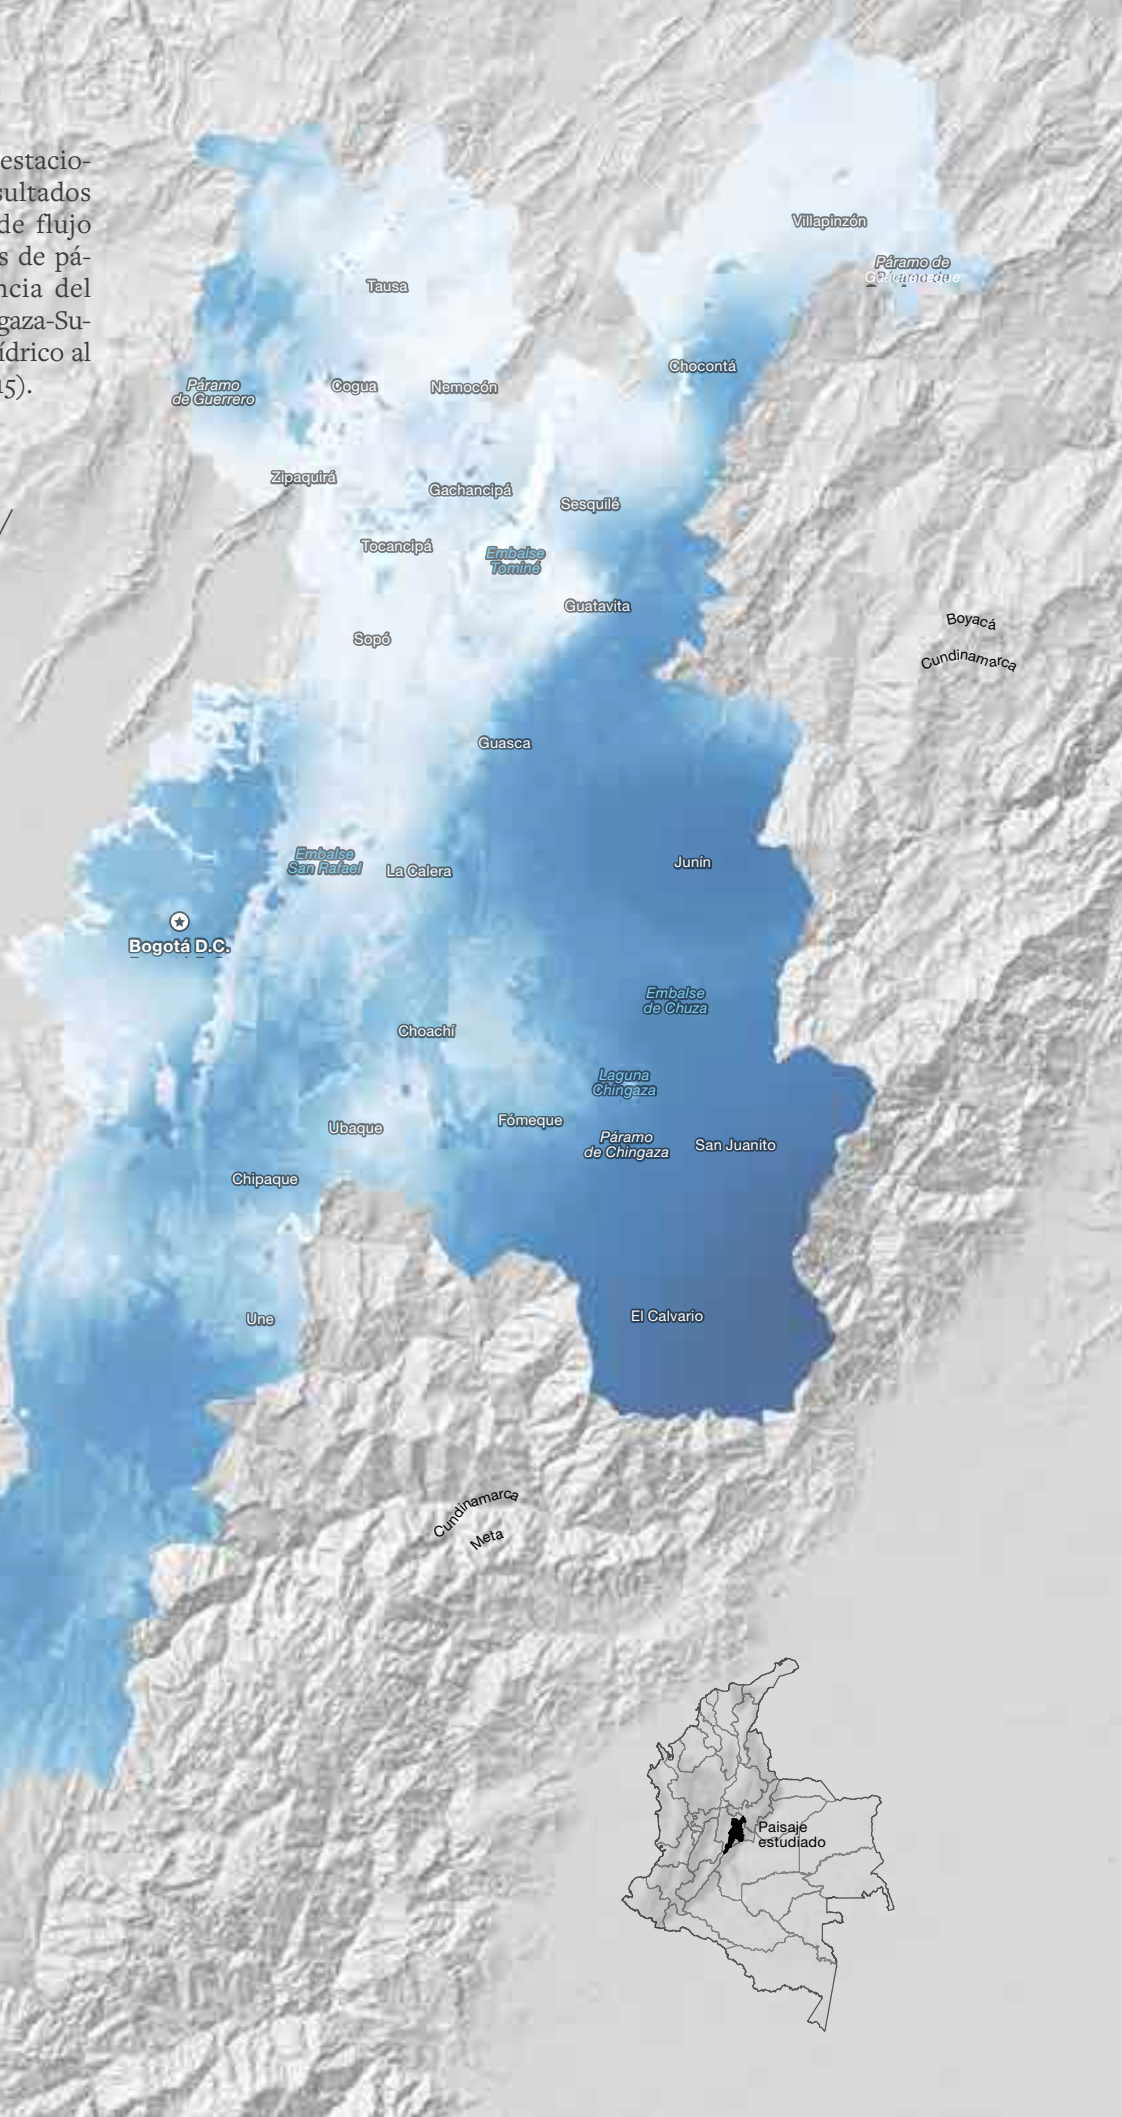 estacio-
sultados
de flujo
s de pá-
ncia del
gaza-Su-
ídrico al
15).
/
Villapinzón
Páramo de
Tausa
Chocontá
Páramo
de Guerrero
Cogua
Nemocón
Zipaquirá
Gachancipá
Sesquilé
Tocancipá
Embalse
Tominé
Guatavita
Sopó
Boyacá
Cundinamarca
Guasca
Embalse
San Rafael
La Calera
Junín
Bogotá D.C.
Embalse
de Chuza
Choachí
Laguna
Chingaza
Fómeque
Ubaque
Páramo
de Chingaza
San Juanito
Chipaque
Une
El Calvario
Cundinamarca
Meta
Paisaje
estudiado